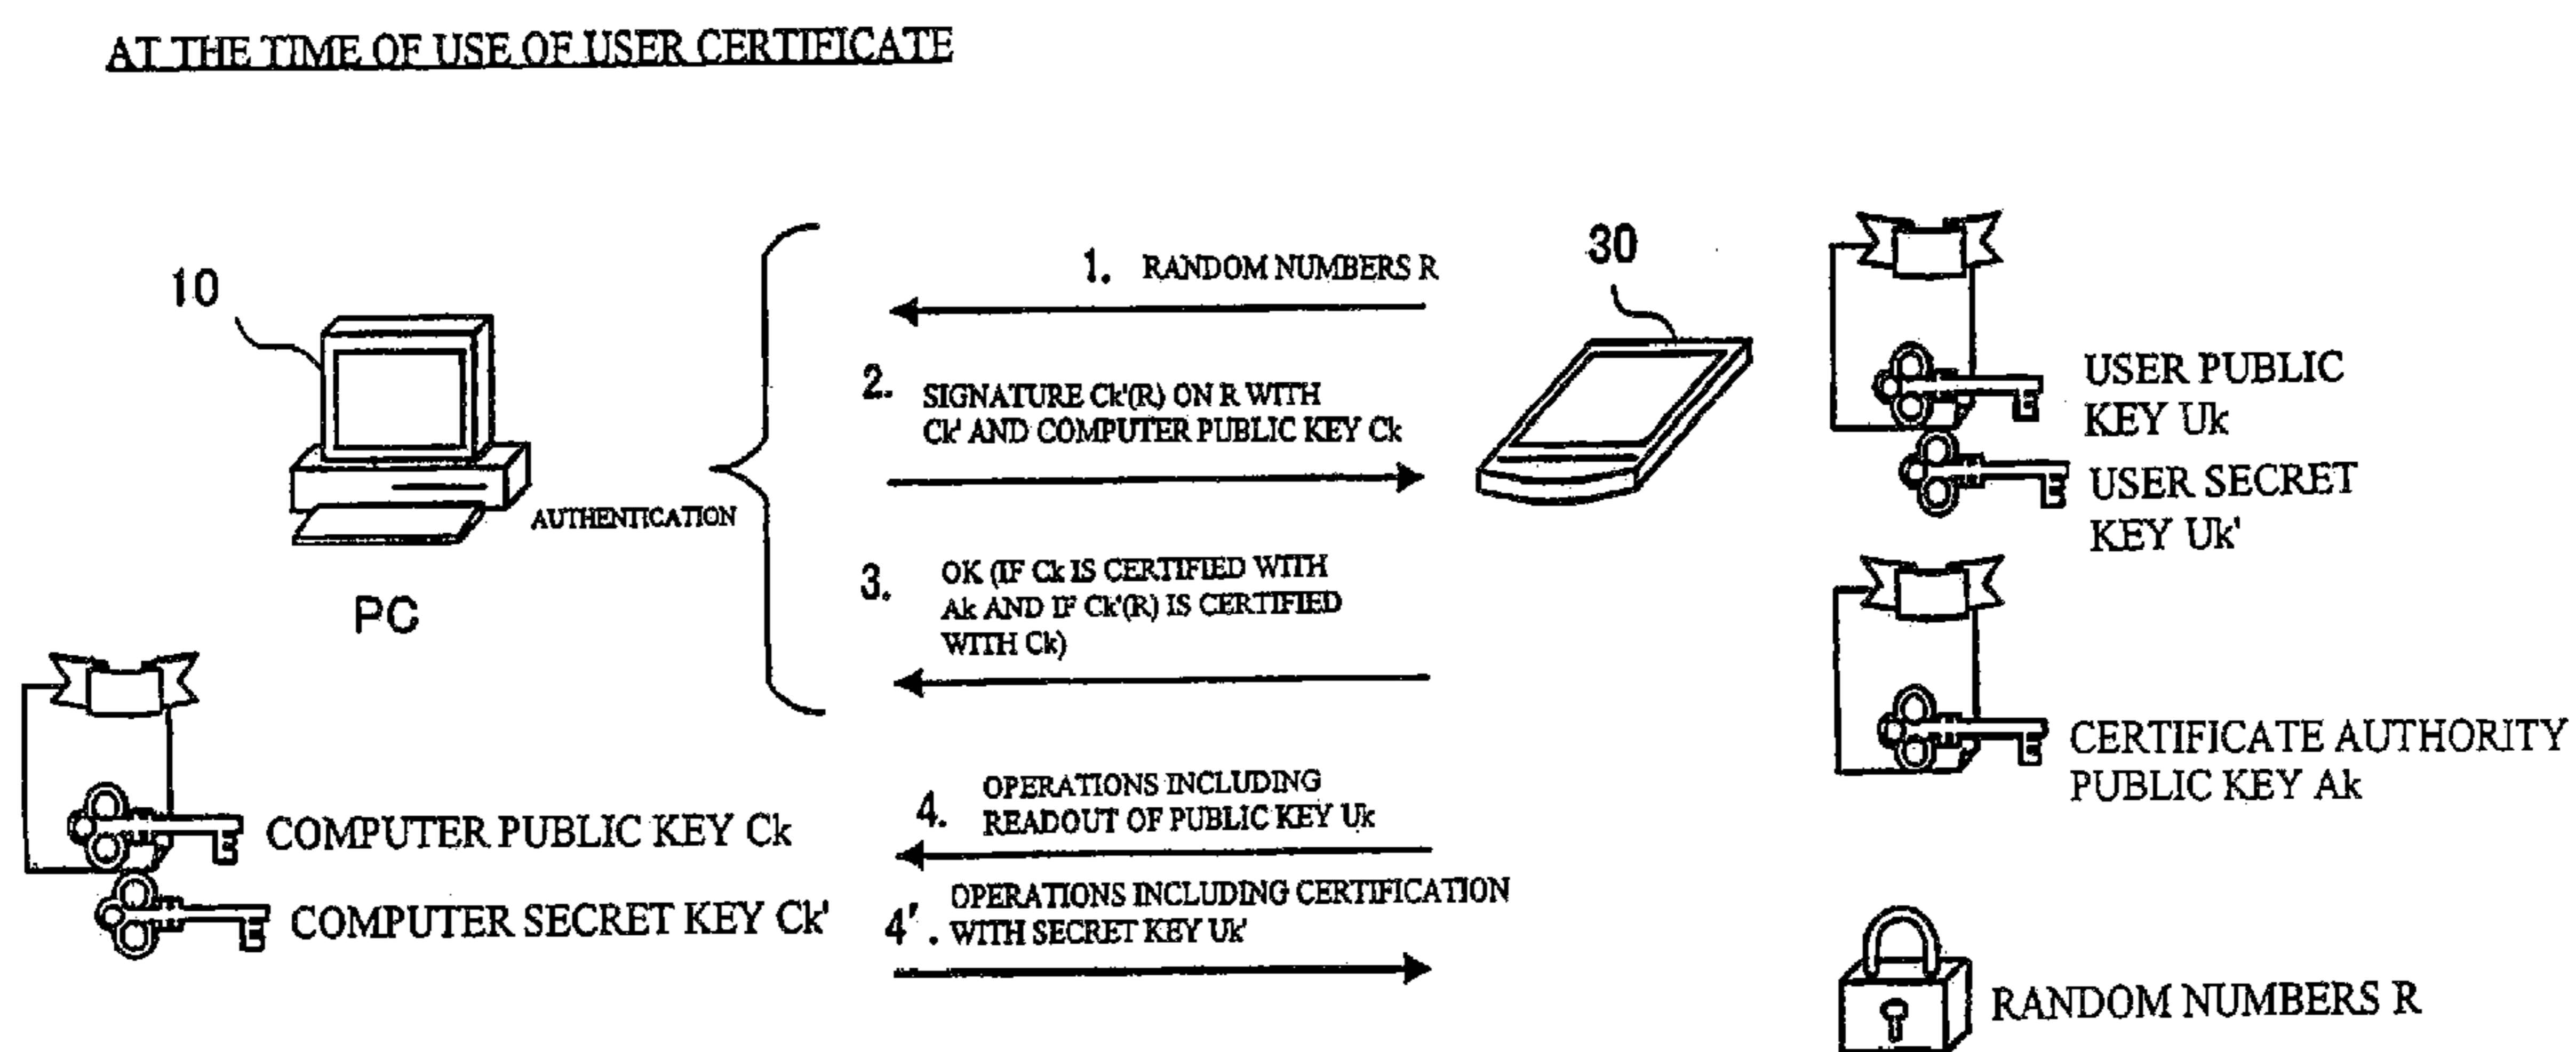 AT THE TIME OF USE OF USER CERTIFICATE
10
PC
AUTHENTICATION
1. RANDOM NUMBERS R
2. SIGNATURE Ck'(R) ON R WITH
Ck' AND COMPUTER PUBLIC KEY Ck
3. OK (IF Ck IS CERTIFIED WITH
Ak AND IF Ck'(R) IS CERTIFIED
WITH Ck)
4. OPERATIONS INCLUDING
READOUT OF PUBLIC KEY Uk
4'. OPERATIONS INCLUDING CERTIFICATION
WITH SECRET KEY Uk'
30
USER PUBLIC
KEY Uk
USER SECRET
KEY Uk'
CERTIFICATE AUTHORITY
PUBLIC KEY Ak
COMPUTER PUBLIC KEY Ck
COMPUTER SECRET KEY Ck'
RANDOM NUMBERS R